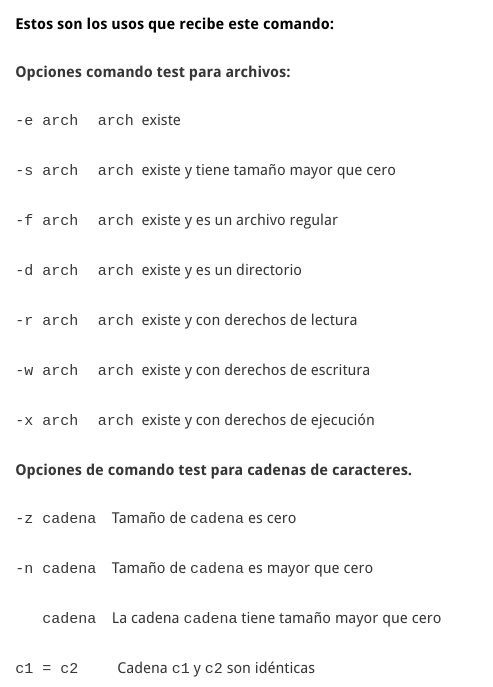 Estos son los usos que recibe este comando:
Opciones comando test para archivos:
-e arch arch existe
-s arch arch existe y tiene tamaño mayor que cero
-f arch arch existe y es un archivo regular
-d arch arch existe y es un directorio
-r arch arch existe y con derechos de lectura
-w arch arch existe y con derechos de escritura
-x arch arch existe y con derechos de ejecución
Opciones de comando test para cadenas de caracteres.
-z cadena Tamaño de cadena es cero
-n cadena Tamaño de cadena es mayor que cero
cadena La cadena cadena tiene tamaño mayor que cero
c1 = c2 Cadena c1 y c2 son idénticas